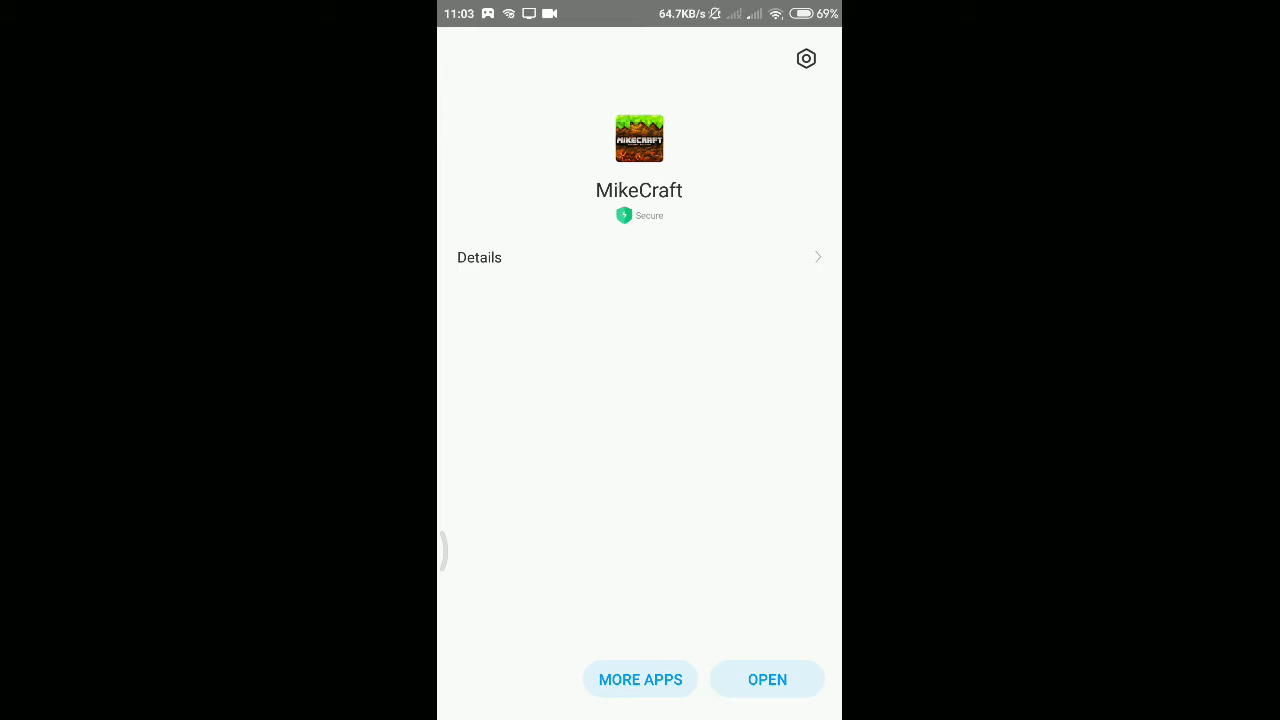 11:03 64.7KB/s 69%
MIKECRAFT
MikeCraft
Secure
Details
MORE APPS OPEN